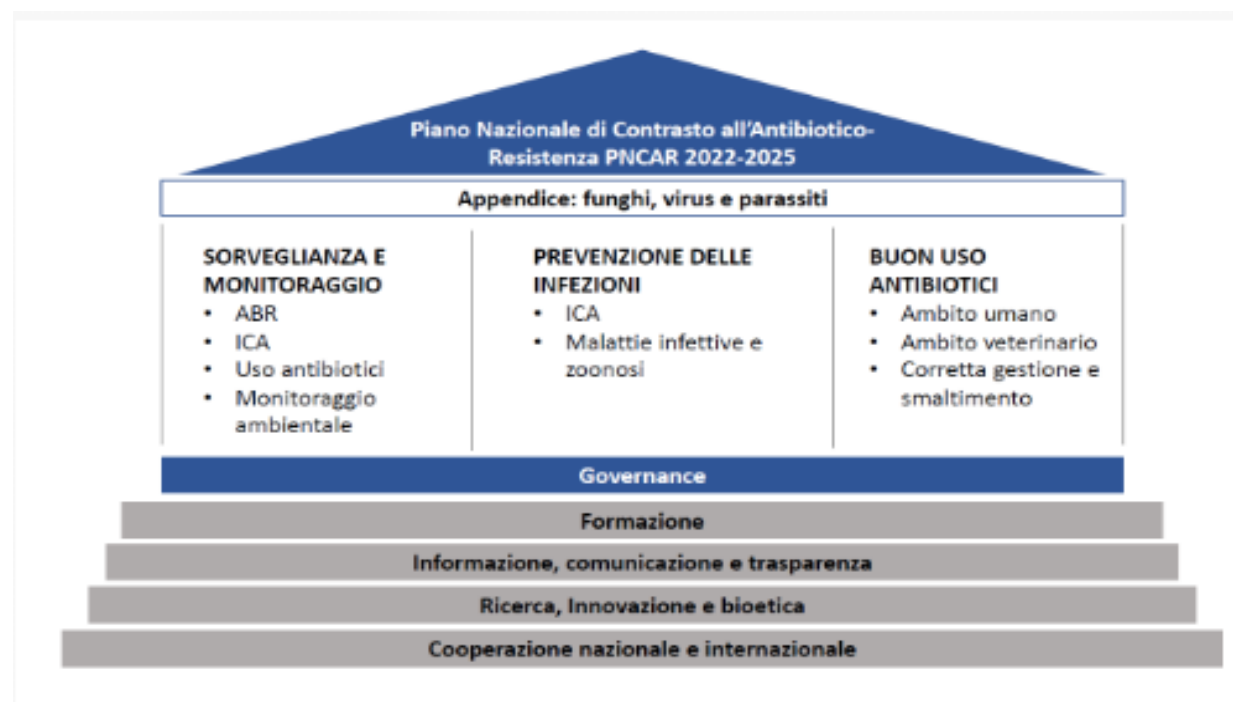 Piano Nazionale di Contrasto all'Antibiotico-
Resistenza PNCAR 2022-2025
Appendice: funghi, virus e parassiti
SORVEGLIANZA E
MONITORAGGIO
• ABR
• ICA
• Uso antibiotici
• Monitoraggio
ambientale
PREVENZIONE DELLE
INFEZIONI
• ICA
• Malattie infettive e
zoonosi
BUON USO
ANTIBIOTICI
• Ambito umano
• Ambito veterinario
• Corretta gestione e
smaltimento
Governance
Formazione
Informazione, comunicazione e trasparenza
Ricerca, Innovazione e bioetica
Cooperazione nazionale e internazionale